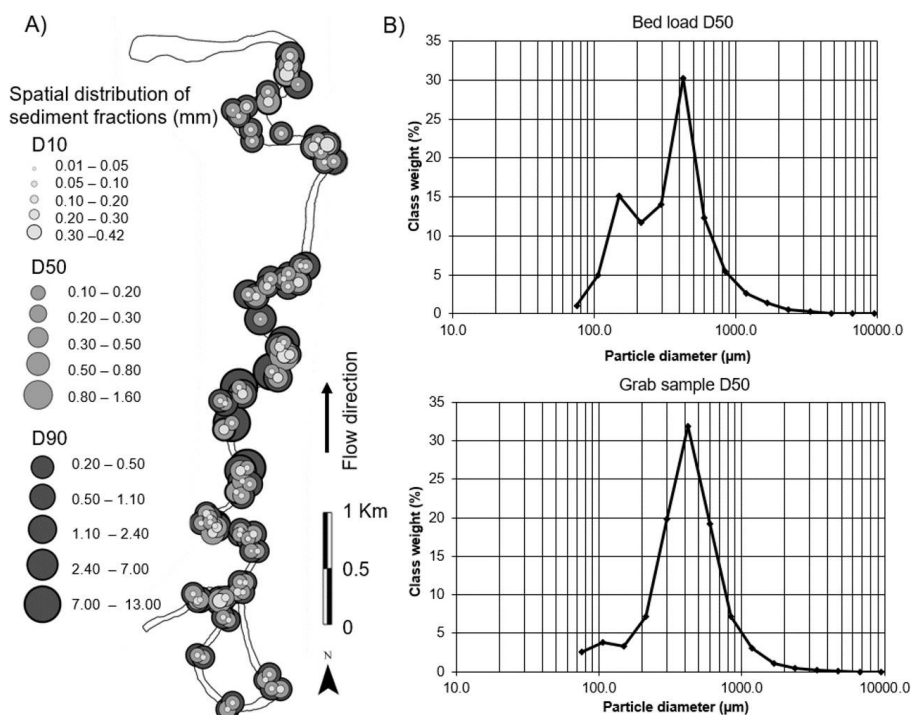 A)
Spatial distribution of
sediment fractions (mm)
D10
0.01 – 0.05
0.05 – 0.10
0.10 – 0.20
0.20 – 0.30
0.30 –0.42
D50
0.10 – 0.20
0.20 – 0.30
0.30 – 0.50
0.50 – 0.80
0.80 – 1.60
D90
0.20 – 0.50
0.50 – 1.10
1.10 – 2.40
2.40 – 7.00
7.00 – 13.00
Flow direction
1 Km
0.5
0
N
B)
Bed load D50
Class weight (%)
35
30
25
20
15
10
5
0
10.0 100.0 1000.0 10000.0
Particle diameter (µm)
Grab sample D50
Class weight (%)
35
30
25
20
15
10
5
0
10.0 100.0 1000.0 10000.0
Particle diameter (µm)